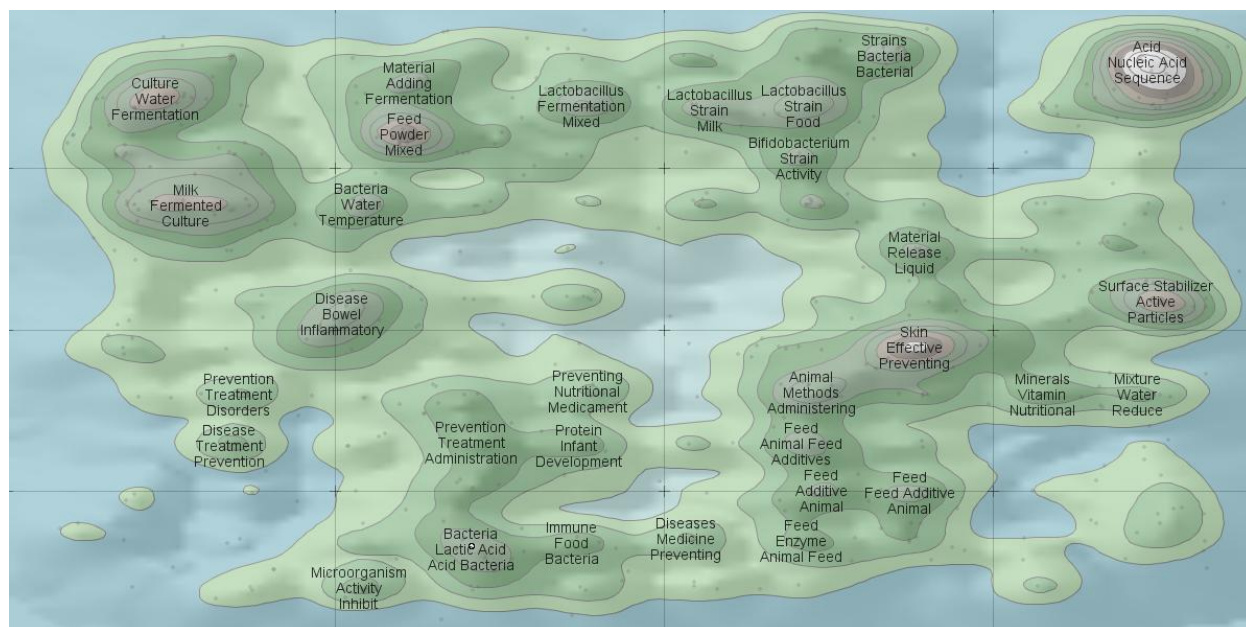 Culture
Water
Fermentation
Material
Adding
Fermentation
Feed
Powder
Mixed
Lactobacillus
Fermentation
Mixed
Lactobacillus
Strain
Milk
Lactobacillus
Strain
Food
Strains
Bacteria
Bacterial
Acid
Nucleic Acid
Sequence
Bifidobacterium
Strain
Activity
Milk
Fermented
Culture
Bacteria
Water
Temperature
Material
Release
Liquid
Disease
Bowel
Inflammatory
Surface Stabilizer
Active
Particles
Skin
Effective
Preventing
Prevention
Treatment
Disorders
Preventing
Nutritional
Medicament
Animal
Methods
Administering
Minerals
Vitamin
Nutritional
Mixture
Water
Reduce
Disease
Treatment
Prevention
Prevention
Treatment
Administration
Protein
Infant
Development
Feed
Animal Feed
Additives
Feed
Additive
Animal
Feed
Feed Additive
Animal
Bacteria
Lactic Acid
Acid Bacteria
Immune
Food
Bacteria
Diseases
Medicine
Preventing
Feed
Enzyme
Animal Feed
Microorganism
Activity
Inhibit